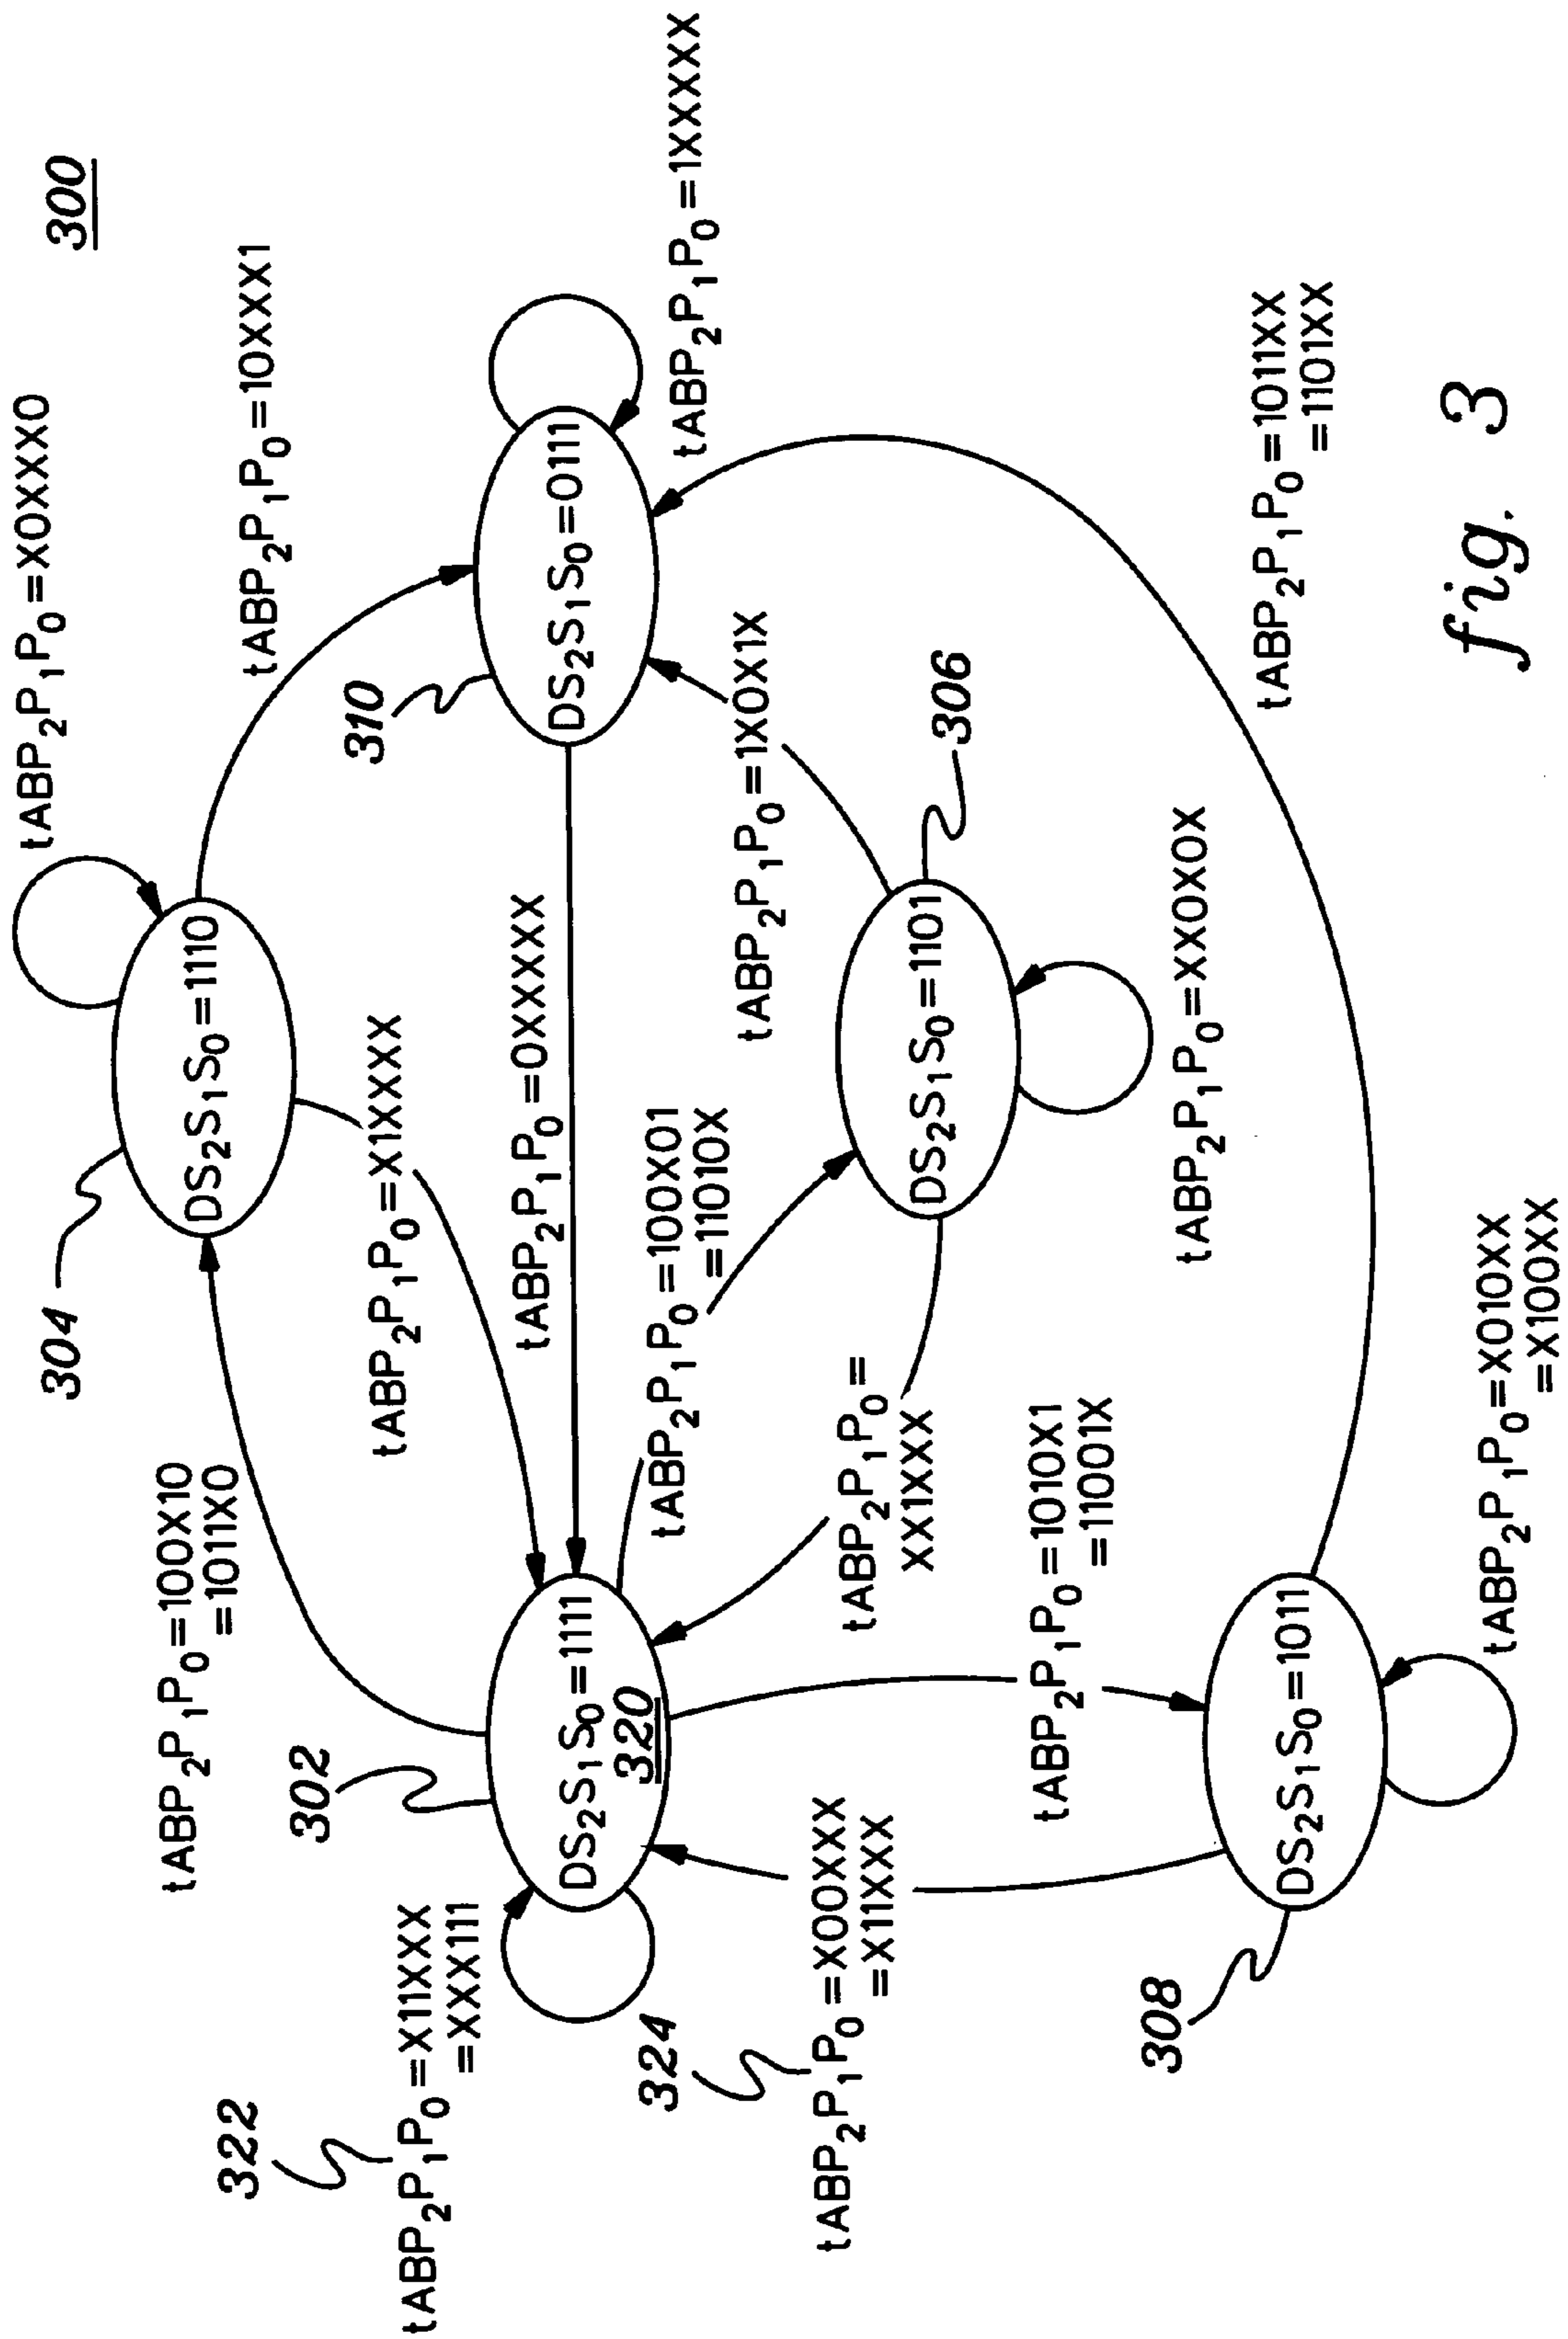 300
tABP₂P₁P₀=X0XXX0
304
DS₂S₁S₀=1110
tABP₂P₁P₀=10XXX1
tABP₂P₁P₀=100X10
=1011X0
tABP₂P₁P₀=X1XXXX
310
DS₂S₁S₀=0111
tABP₂P₁P₀=1XXXXX
322
tABP₂P₁P₀=X11XXX
=XXX111
302
DS₂S₁S₀=1111
320
tABP₂P₁P₀=0XXXXX
tABP₂P₁P₀=100X01
=11010X
tABP₂P₁P₀=1X0X1X
306
DS₂S₁S₀=1101
324
tABP₂P₁P₀=X00XXX
=X11XXX
tABP₂P₁P₀=
XX1XXX
tABP₂P₁P₀=1010X1
=11001X
tABP₂P₁P₀=XX0X0X
308
DS₂S₁S₀=1011
tABP₂P₁P₀=1011XX
=1101XX
tABP₂P₁P₀=X010XX
=X100XX
fig. 3